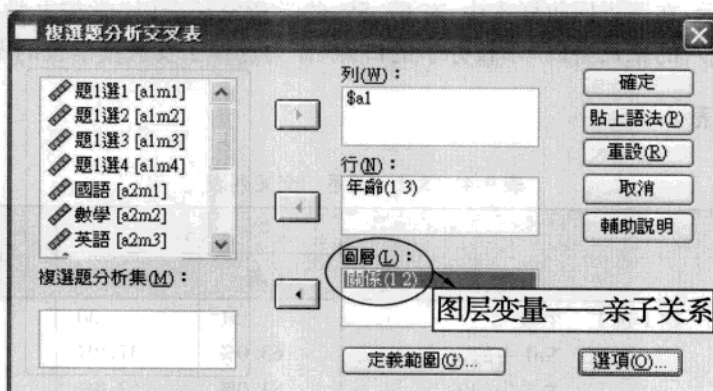 複選題分析交叉表
題1選1 [a1m1]
題1選2 [a1m2]
題1選3 [a1m3]
題1選4 [a1m4]
國語 [a2m1]
數學 [a2m2]
英語 [a2m3]
複選題分析集(M)：
列(W)：
$a1
行(N)：
年齡(1 3)
圖層(L)：
關係(1 2)
图层变量——亲子关系
定義範圍(G)...
確定
貼上語法(P)
重設(R)
取消
輔助說明
選項(O)...